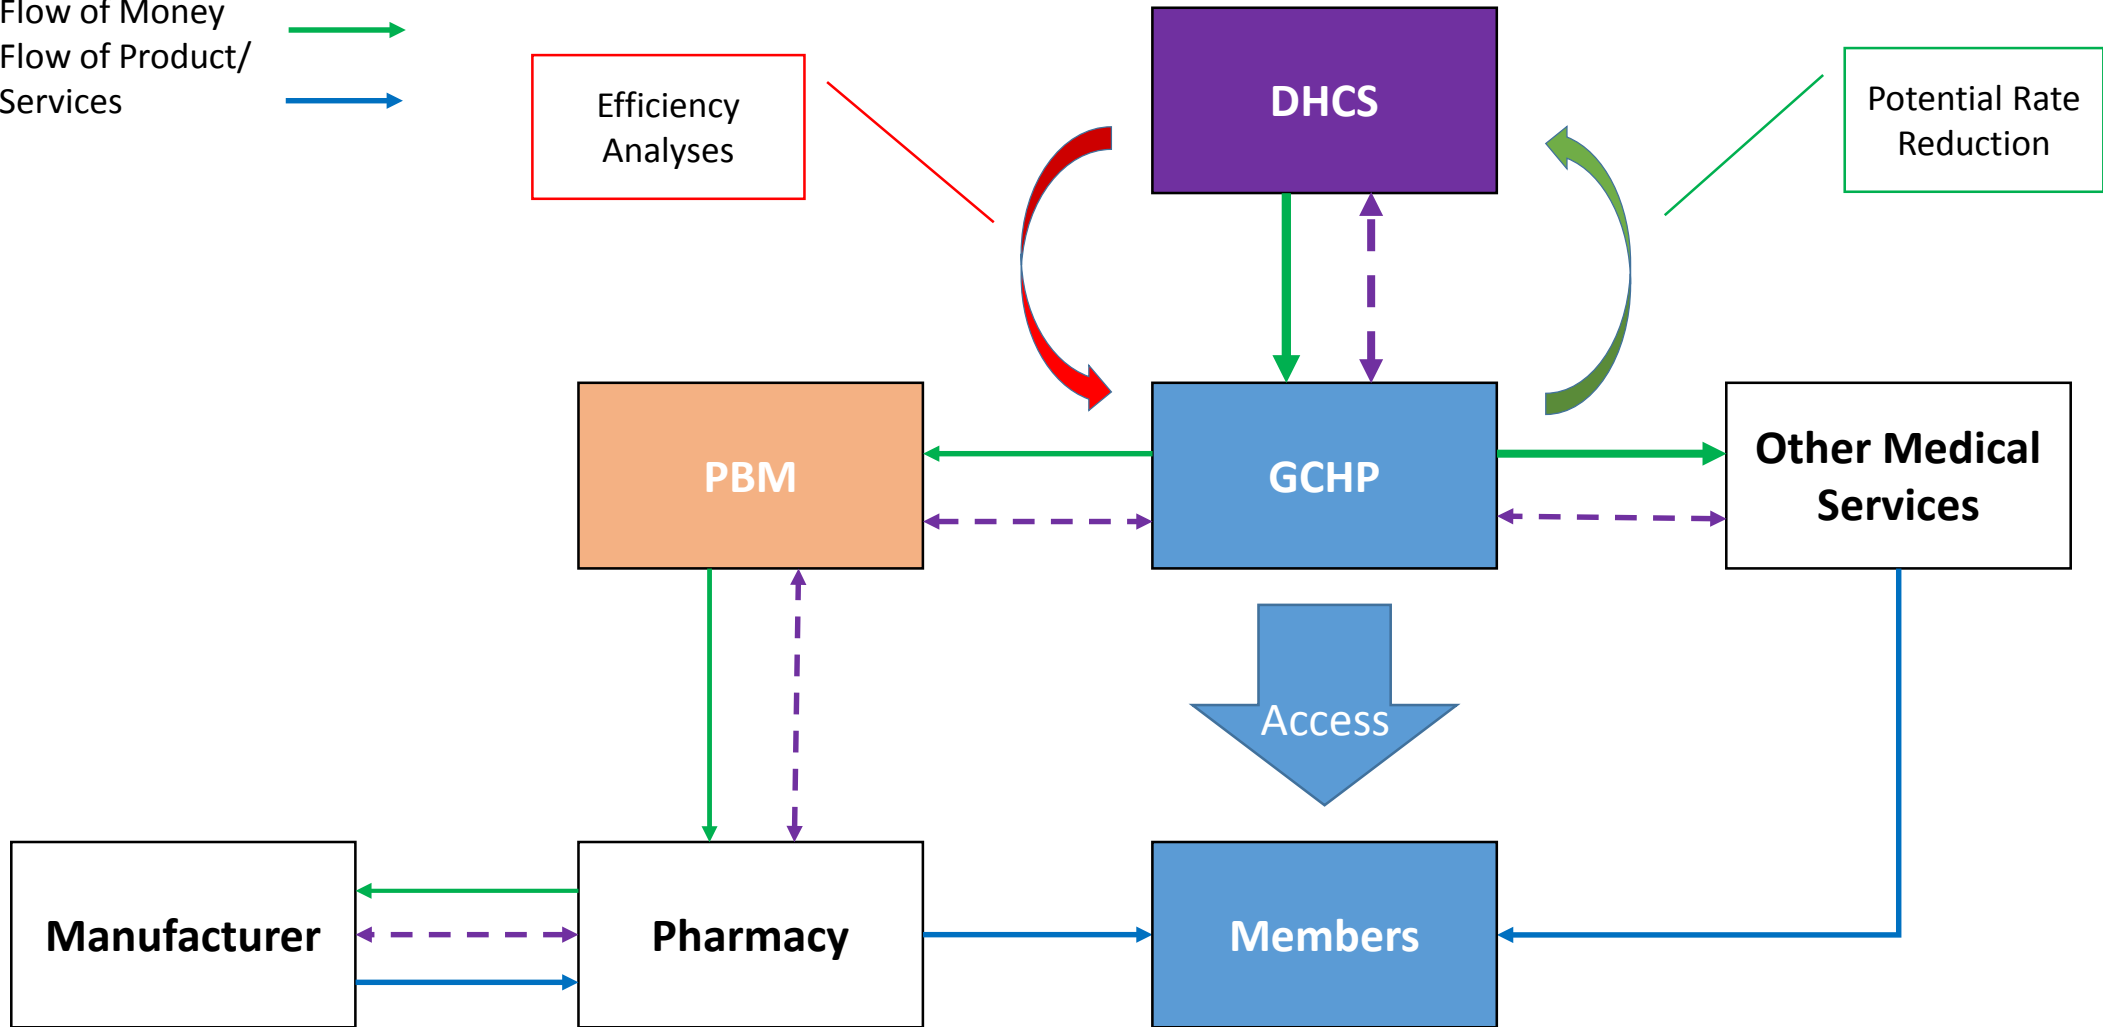 Flow of Money
Flow of Product/
Services
Efficiency
Analyses
DHCS
Potential Rate
Reduction
PBM
GCHP
Other Medical
Services
Access
Manufacturer
Pharmacy
Members